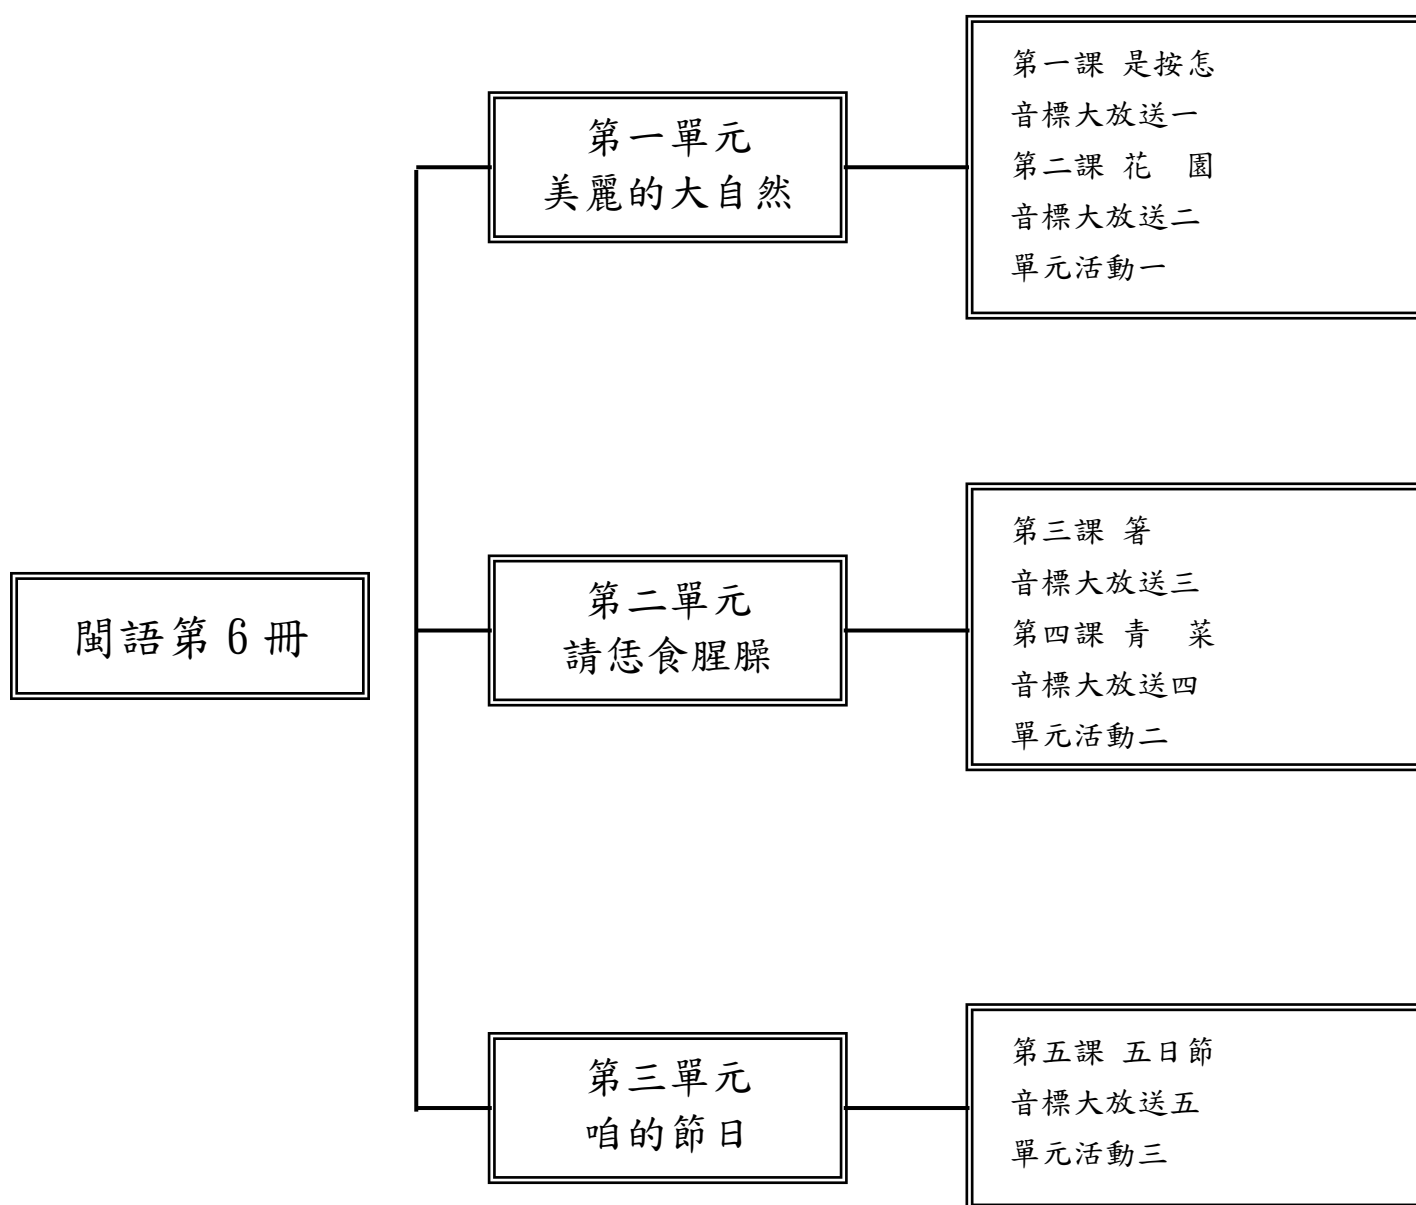 閩語第 6 冊
第一單元
美麗的大自然
第一課 是按怎
音標大放送一
第二課 花　園
音標大放送二
單元活動一
第二單元
請恁食腥臊
第三課 箸
音標大放送三
第四課 青　菜
音標大放送四
單元活動二
第三單元
咱的節日
第五課 五日節
音標大放送五
單元活動三